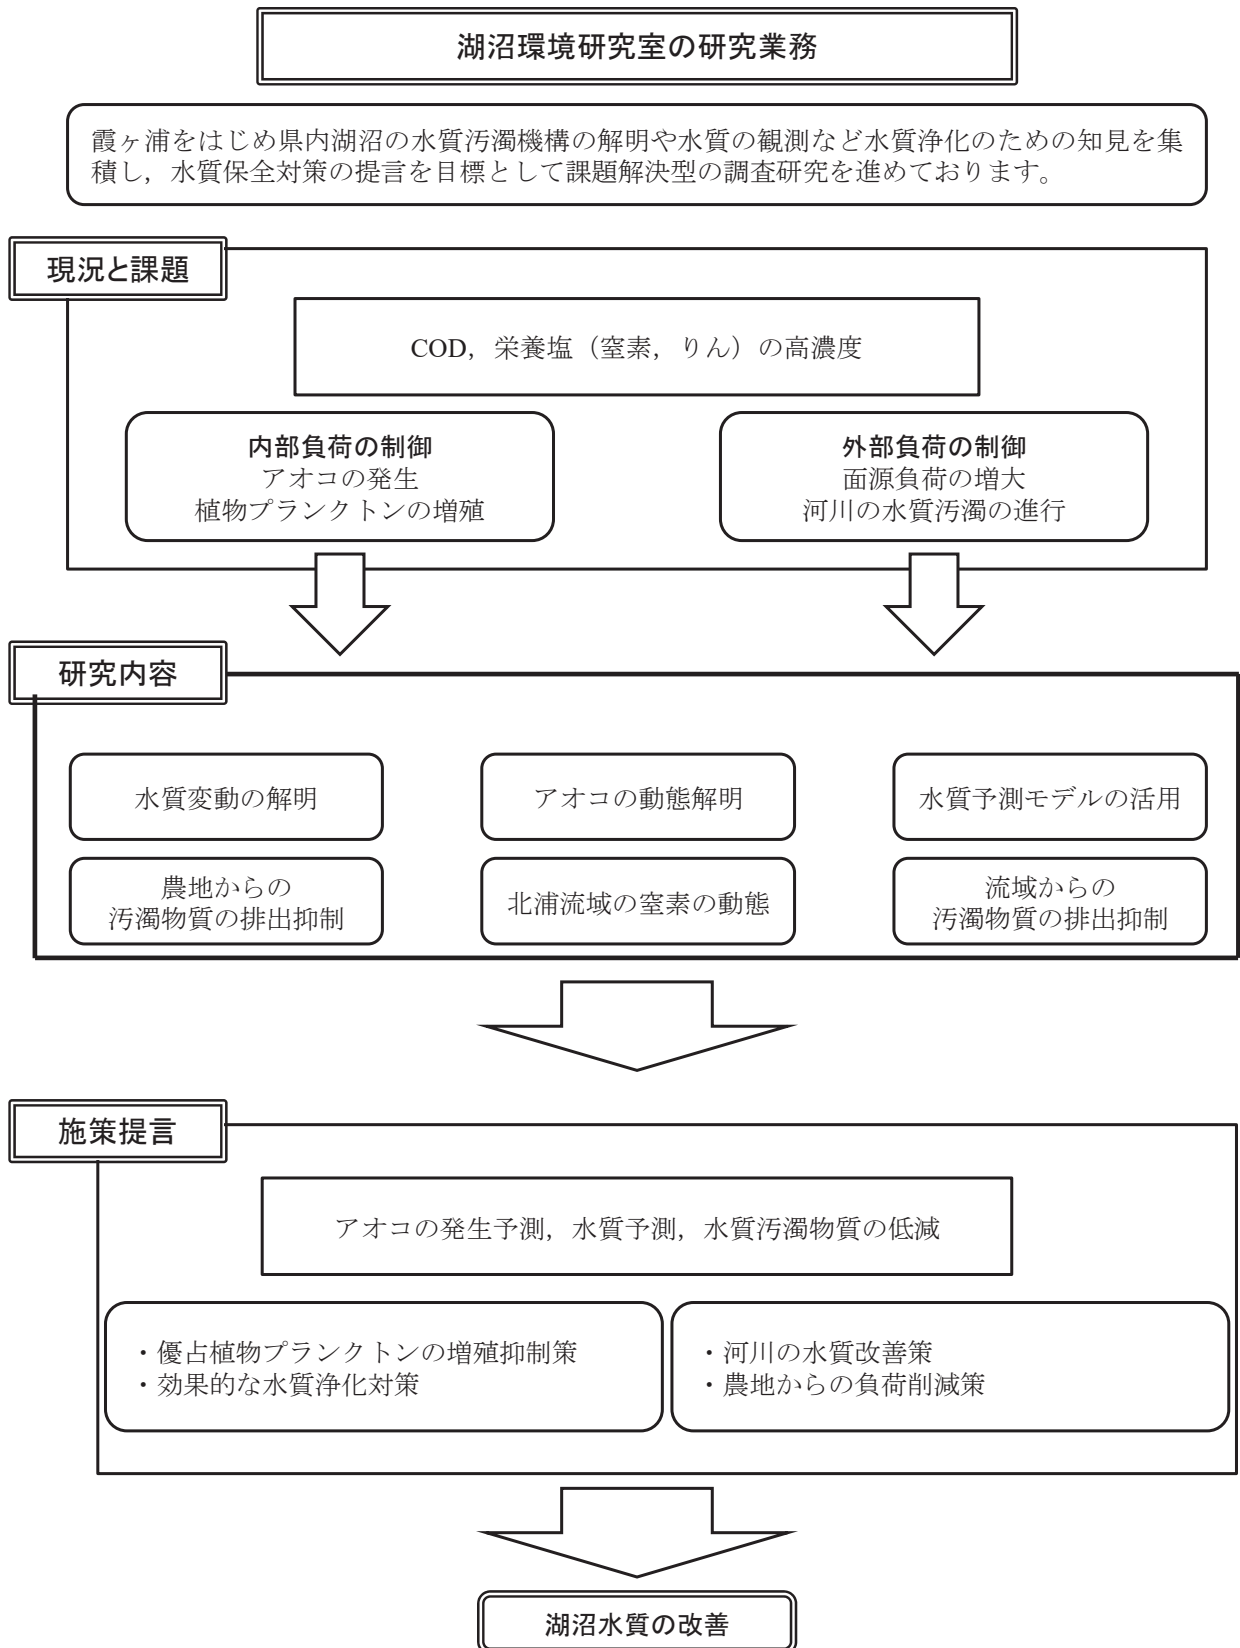 湖沼環境研究室の研究業務
霞ヶ浦をはじめ県内湖沼の水質汚濁機構の解明や水質の観測など水質浄化のための知見を集
積し，水質保全対策の提言を目標として課題解決型の調査研究を進めております。
現況と課題
COD，栄養塩（窒素，りん）の高濃度
内部負荷の制御
アオコの発生
植物プランクトンの増殖
外部負荷の制御
面源負荷の増大
河川の水質汚濁の進行
研究内容
水質変動の解明
アオコの動態解明
水質予測モデルの活用
農地からの
汚濁物質の排出抑制
北浦流域の窒素の動態
流域からの
汚濁物質の排出抑制
施策提言
アオコの発生予測，水質予測，水質汚濁物質の低減
・優占植物プランクトンの増殖抑制策
・効果的な水質浄化対策
・河川の水質改善策
・農地からの負荷削減策
湖沼水質の改善